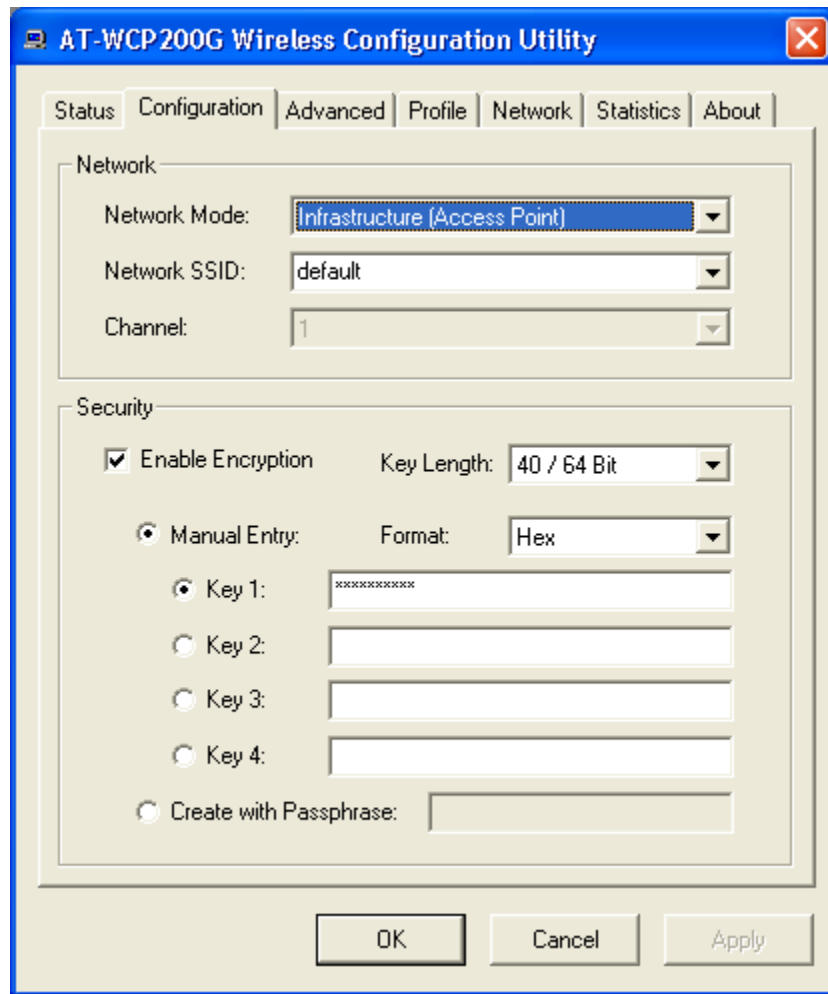 AT-WCP200G Wireless Configuration Utility
Status Configuration Advanced Profile Network Statistics About
Network
Network Mode: Infrastructure (Access Point)
Network SSID: default
Channel: 1
Security
Enable Encryption Key Length: 40 / 64 Bit
Manual Entry: Format: Hex
Key 1: **********
Key 2:
Key 3:
Key 4:
Create with Passphrase:
OK Cancel Apply